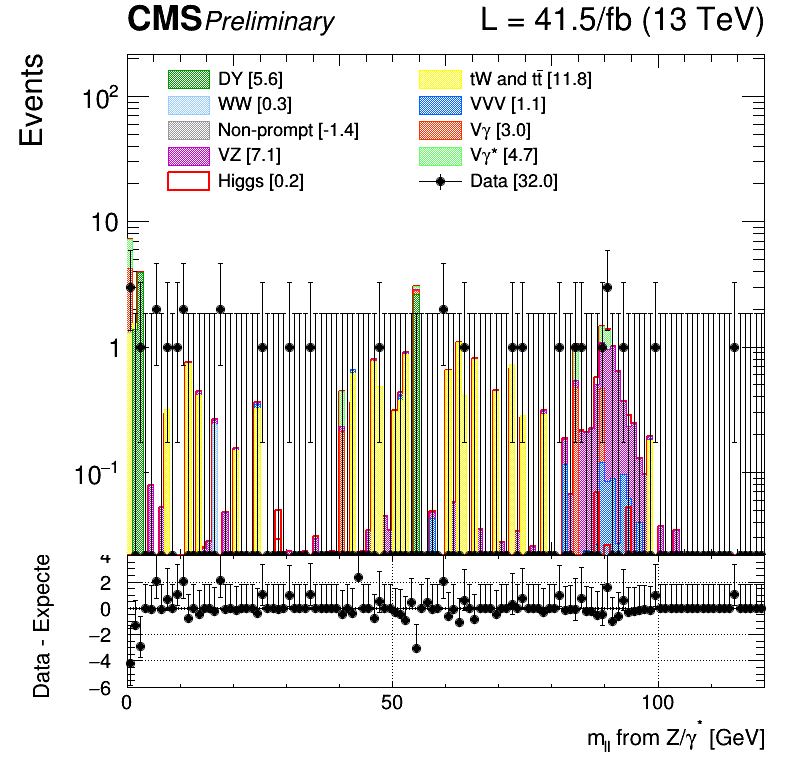 CMS Preliminary L = 41.5/fb (13 TeV)
Events
DY [5.6] tW and tt̄ [11.8]
WW [0.3] VVV [1.1]
Non-prompt [-1.4] Vγ [3.0]
VZ [7.1] Vγ* [4.7]
Higgs [0.2] Data [32.0]
10²
10
1
10⁻¹
Data - Expecte
4
2
0
−2
−4
−6
0 50 100
m_ll from Z/γ* [GeV]